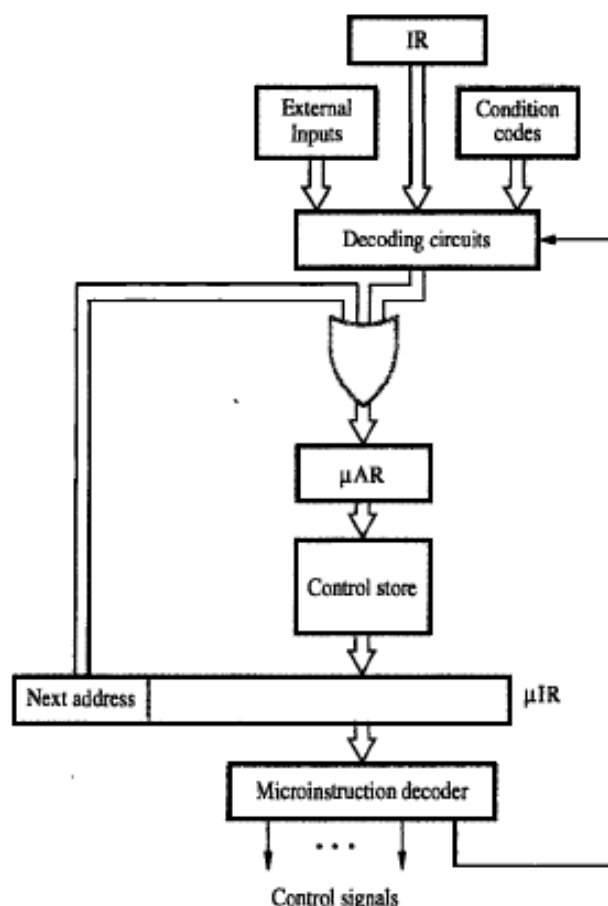 IR
External
Inputs
Condition
codes
Decoding circuits
μAR
Control store
Next address
μIR
Microinstruction decoder
...
Control signals